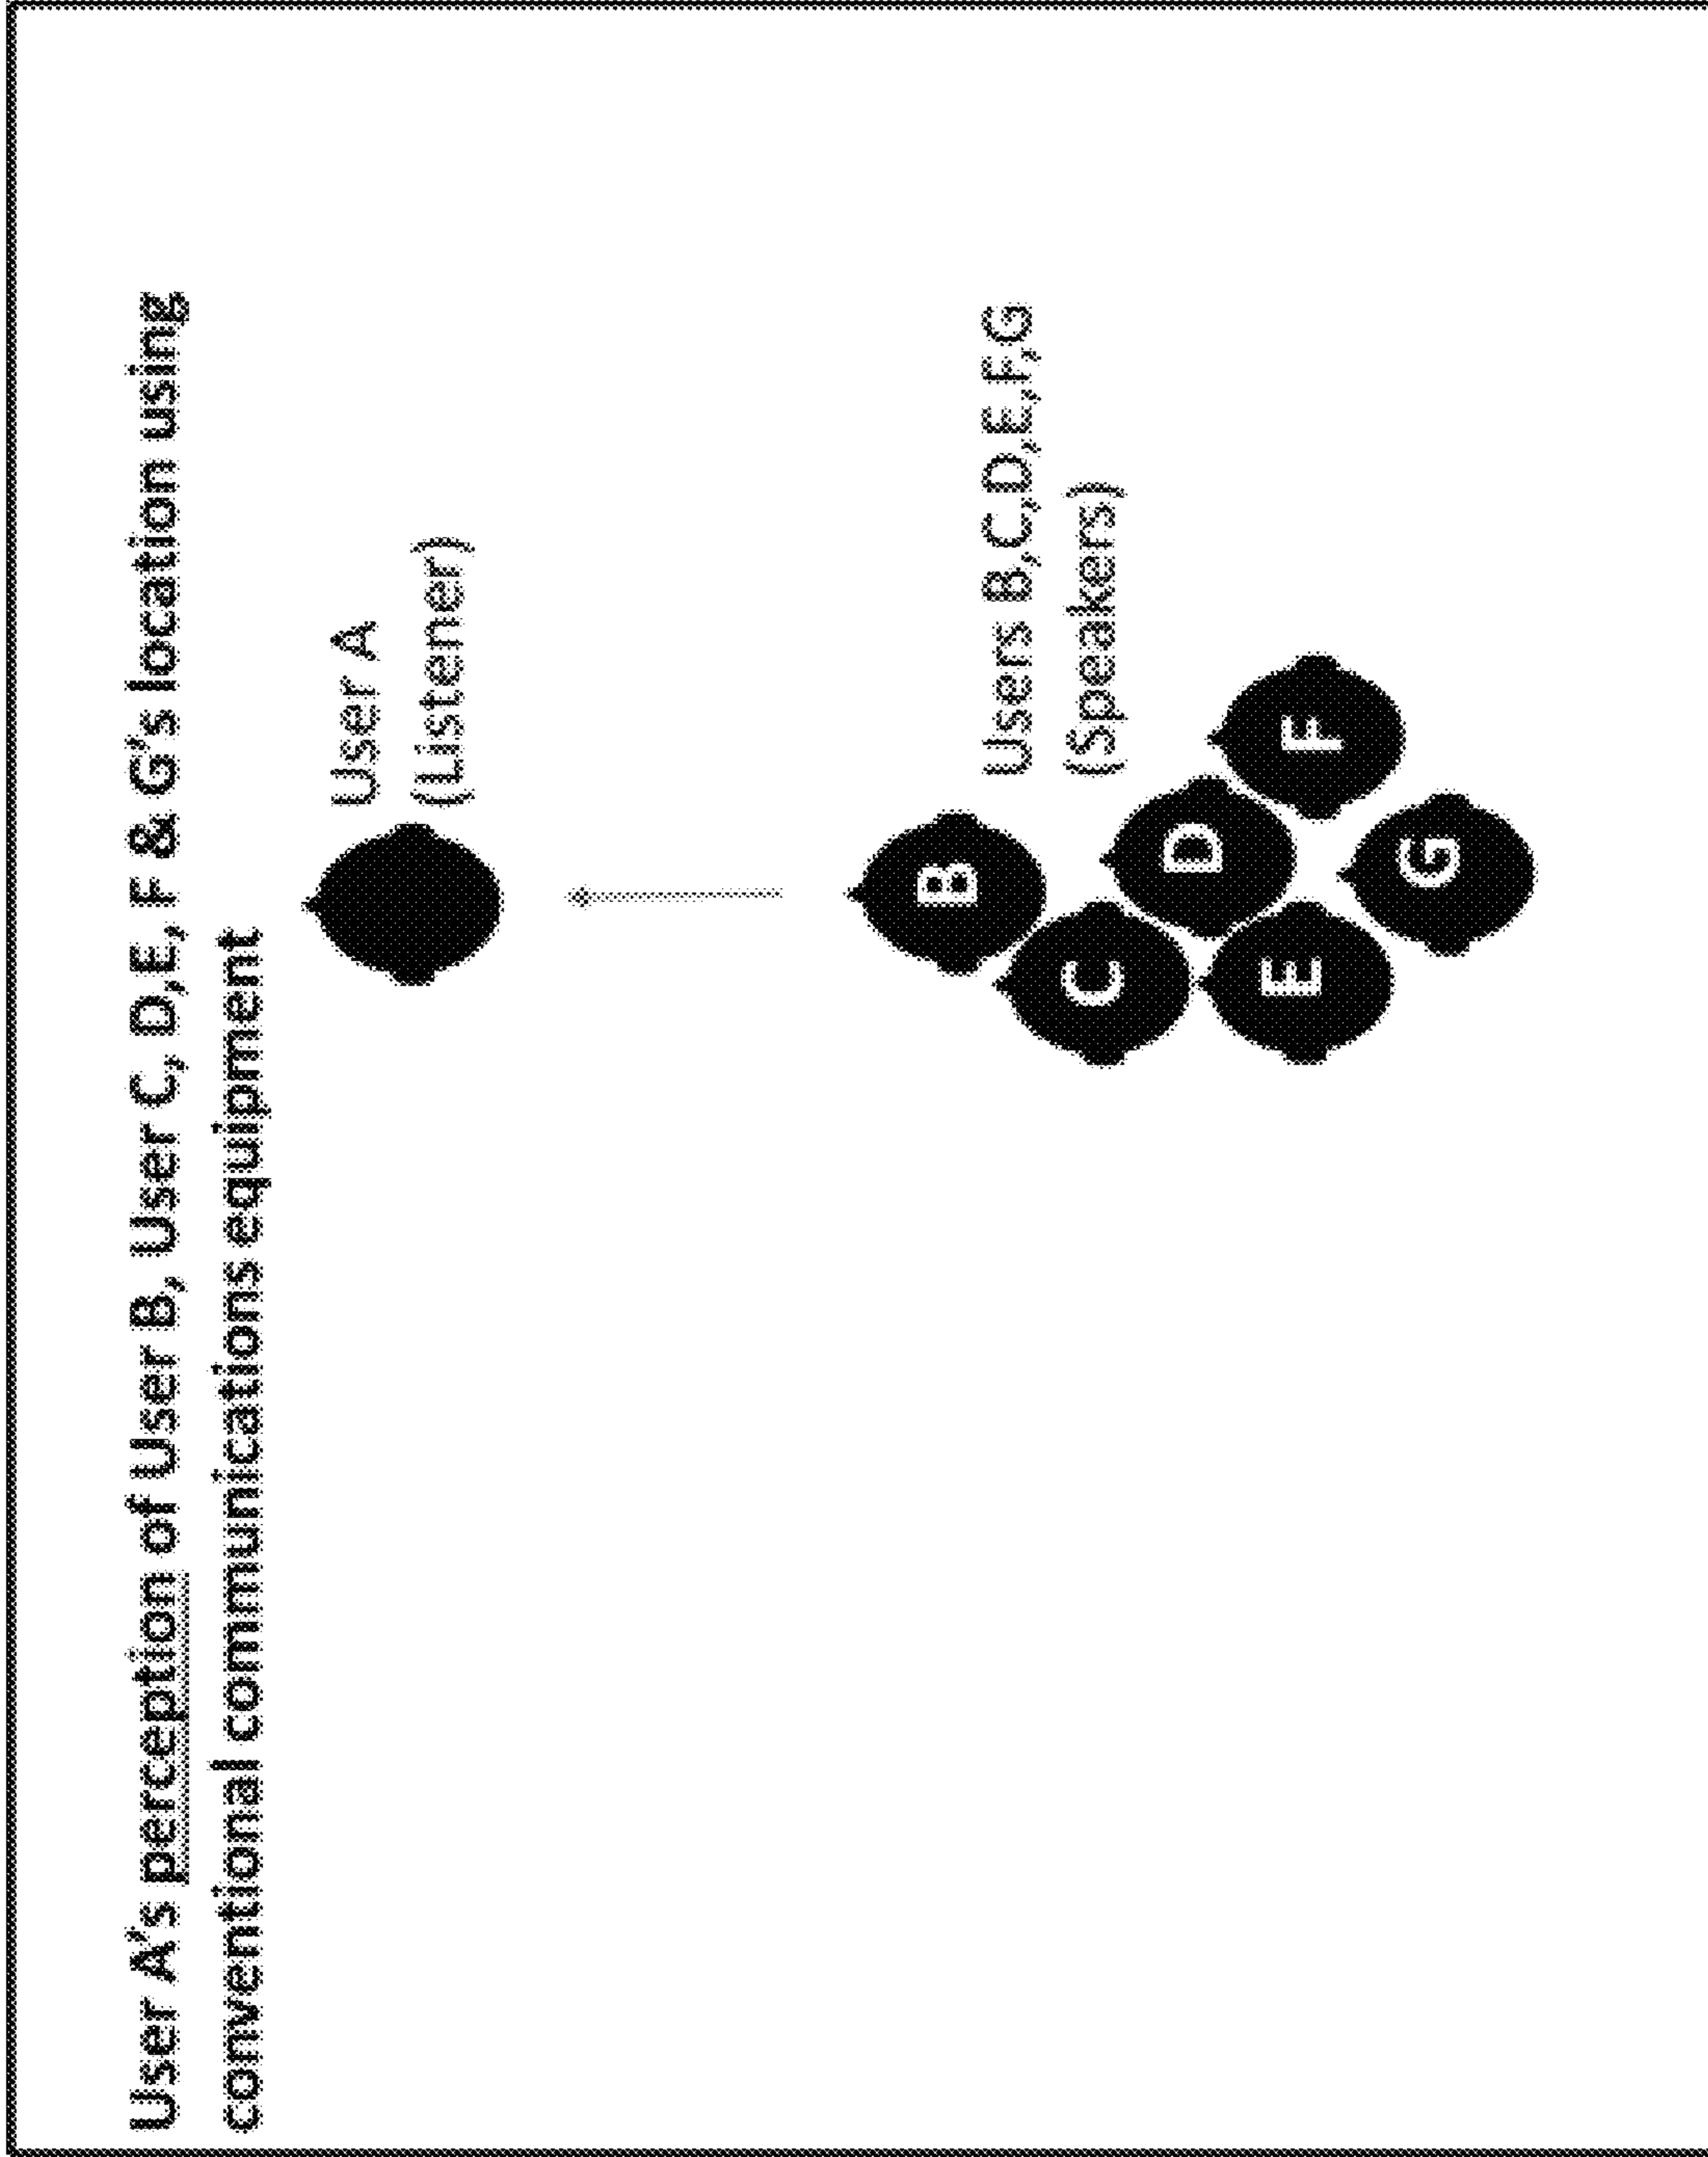 User A's perception of User B, User C, D,E, F & G's location using
conventional communications equipment
User A
(Listener)
Users B,C,D,E,F,G
(Speakers)
B
C
D
E
F
G